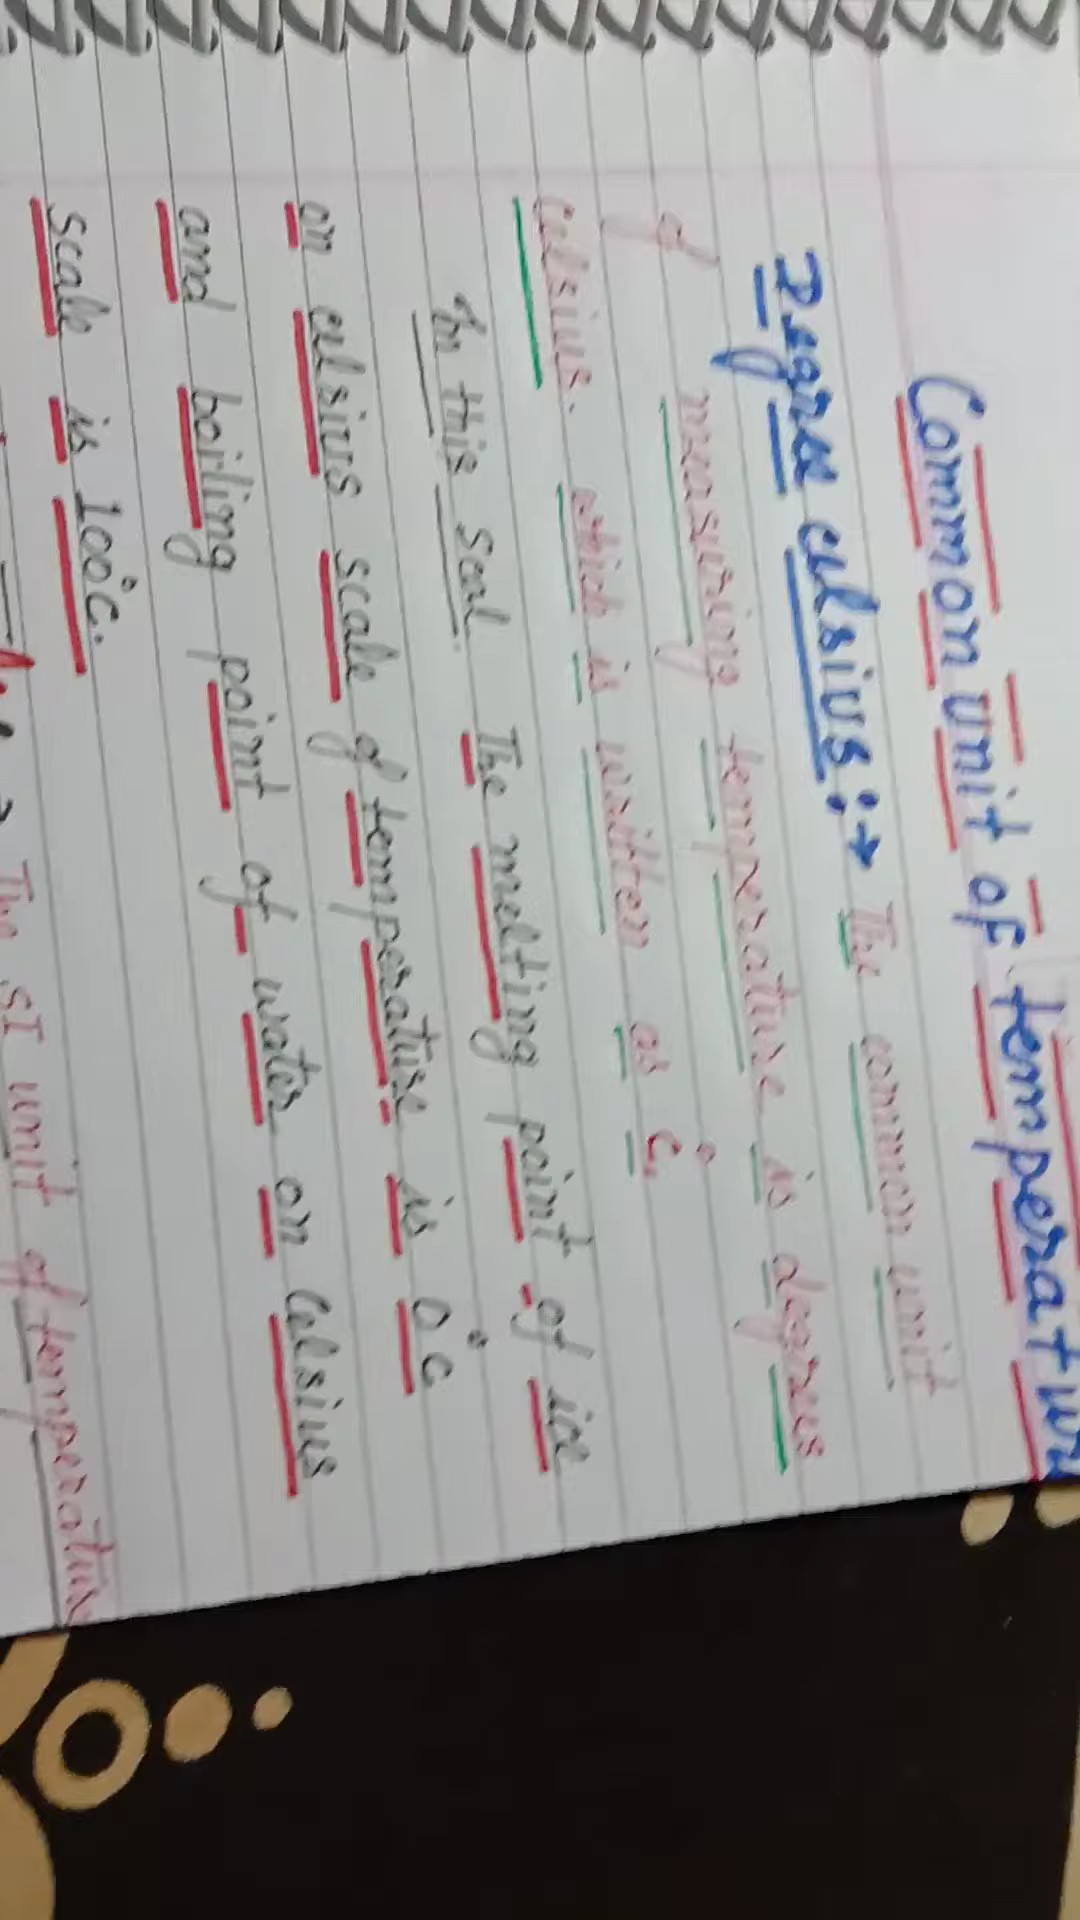 Common unit of temperature
Degree celsius :→ The common unit
of measuring temperature is degrees
celsius. which is written as °c.
In this scal. The melting point of ice
on celsius scale of temperature is 0°c
and boiling point of water on celsius
scale is 100°c.
The SI unit of temperature